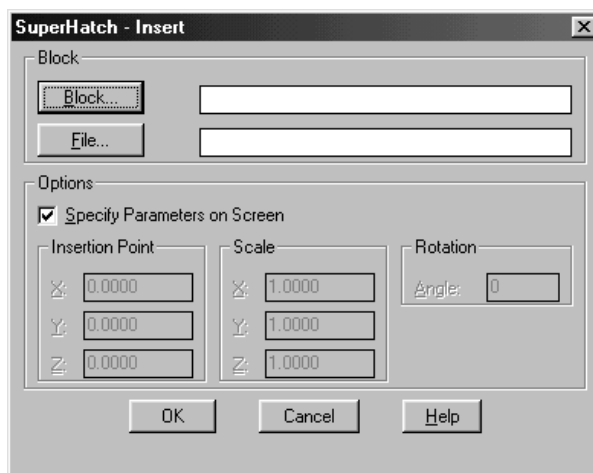 SuperHatch - Insert
Block
Block...
File...
Options
Specify Parameters on Screen
Insertion Point
X: 0.0000
Y: 0.0000
Z: 0.0000
Scale
X: 1.0000
Y: 1.0000
Z: 1.0000
Rotation
Angle: 0
OK Cancel Help